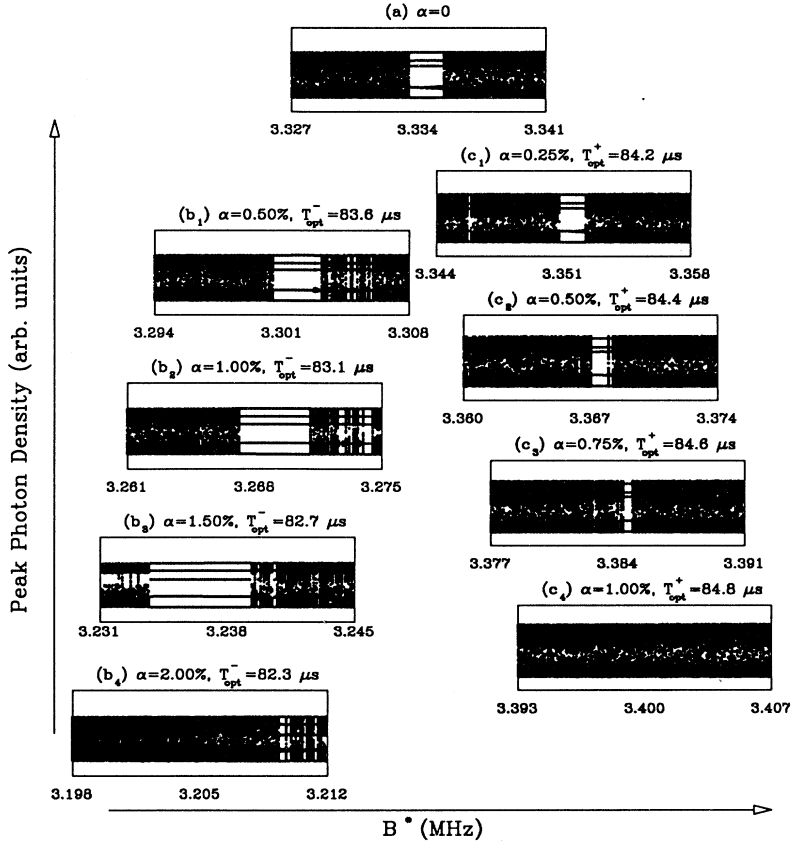 (a) α=0
3.327 3.334 3.341
(c₁) α=0.25%, T⁺opt=84.2 μs
3.344 3.351 3.358
(b₁) α=0.50%, T⁻opt=83.6 μs
3.294 3.301 3.308
(c₂) α=0.50%, T⁺opt=84.4 μs
3.360 3.367 3.374
(b₂) α=1.00%, T⁻opt=83.1 μs
3.261 3.268 3.275
(c₃) α=0.75%, T⁺opt=84.6 μs
3.377 3.384 3.391
(b₃) α=1.50%, T⁻opt=82.7 μs
3.231 3.238 3.245
(c₄) α=1.00%, T⁺opt=84.8 μs
3.393 3.400 3.407
(b₄) α=2.00%, T⁻opt=82.3 μs
3.198 3.205 3.212
Peak Photon Density (arb. units)
B* (MHz)